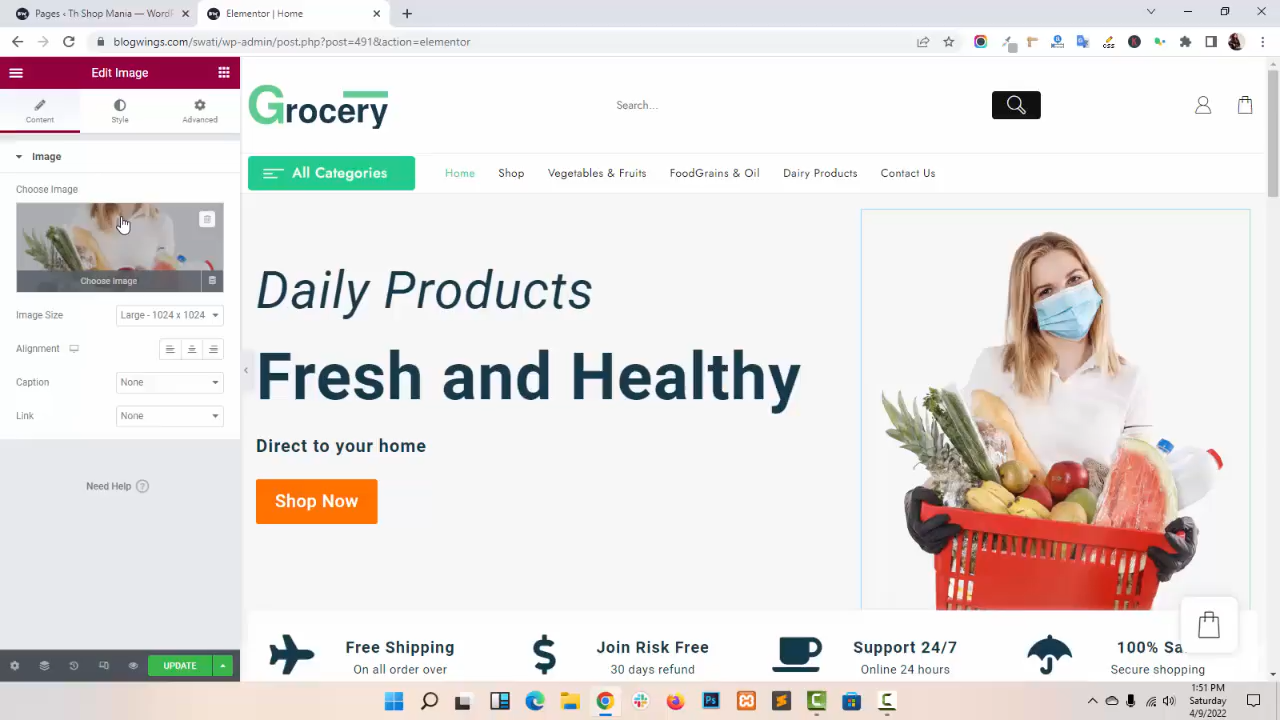 Pages ‹ Th Shop Mania — WordP
Elementor | Home
blogwings.com/swati/wp-admin/post.php?post=491&action=elementor
Edit Image
Content
Style
Advanced
Image
Choose Image
Choose Image
Image Size
Large - 1024 x 1024
Alignment
Caption
None
Link
None
Need Help
UPDATE
Grocery
Search...
All Categories
Home
Shop
Vegetables & Fruits
FoodGrains & Oil
Dairy Products
Contact Us
Daily Products
Fresh and Healthy
Direct to your home
Shop Now
Free Shipping
On all order over
Join Risk Free
30 days refund
Support 24/7
Online 24 hours
100% Sa
Secure shopping
1:51 PM
Saturday
4/9/2022